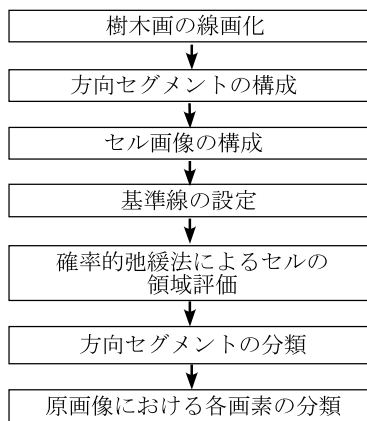 樹木画の線画化
方向セグメントの構成
セル画像の構成
基準線の設定
確率的弛緩法によるセルの
領域評価
方向セグメントの分類
原画像における各画素の分類